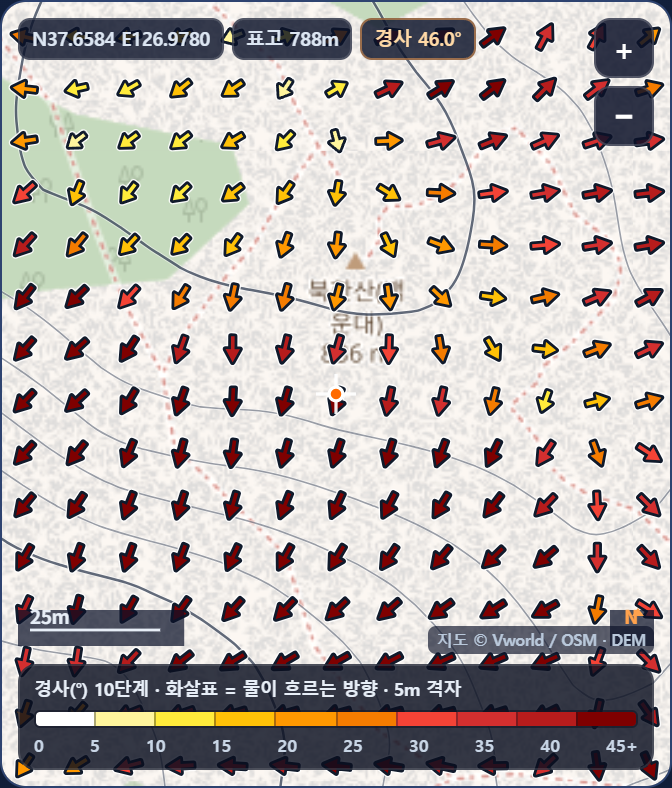 N37.6584 E126.9780
표고 788m
경사 46.0°
+
−
운대)
25m
N
지도 © Vworld / OSM · DEM
경사(°) 10단계 · 화살표 = 물이 흐르는 방향 · 5m 격자
0 5 10 15 20 25 30 35 40 45+